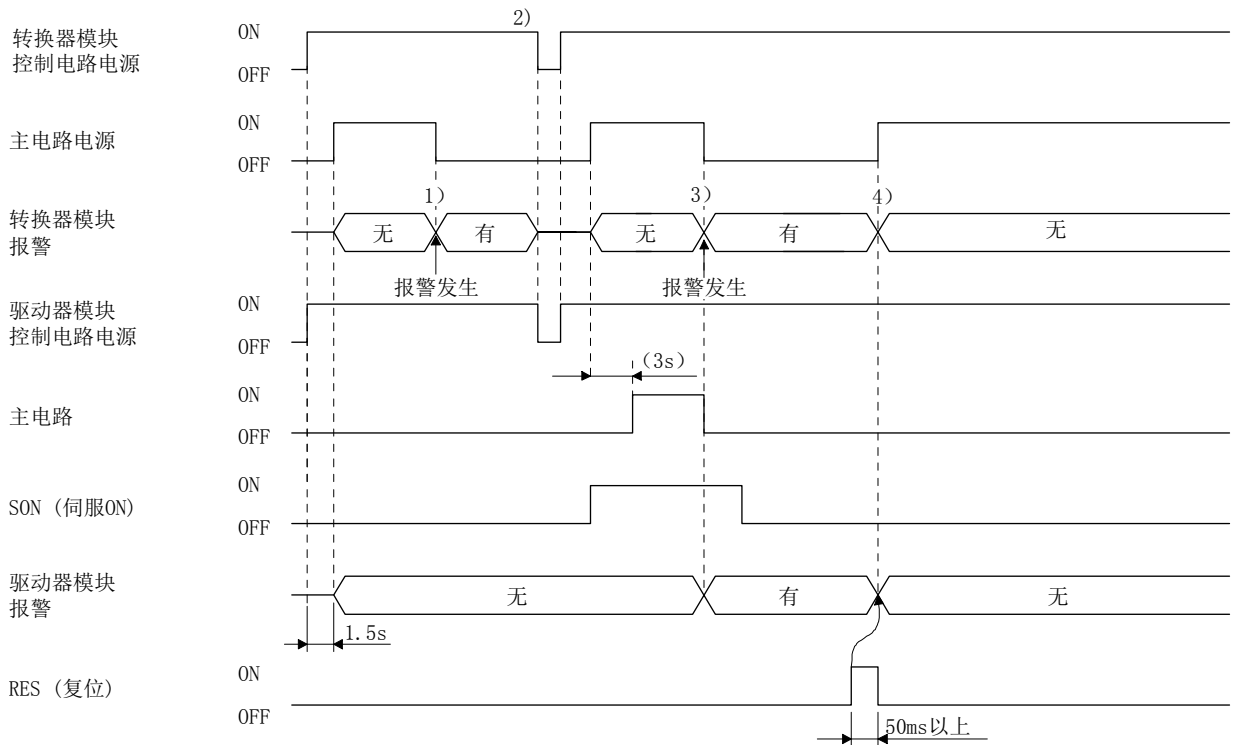 2)
转换器模块
控制电路电源
ON
OFF
主电路电源
ON
OFF
1)
3)
4)
转换器模块
报警
无
有
无
有
无
报警发生
报警发生
驱动器模块
控制电路电源
ON
OFF
(3s)
主电路
ON
OFF
SON (伺服ON)
ON
OFF
驱动器模块
报警
无
有
无
1.5s
RES (复位)
ON
OFF
50ms以上